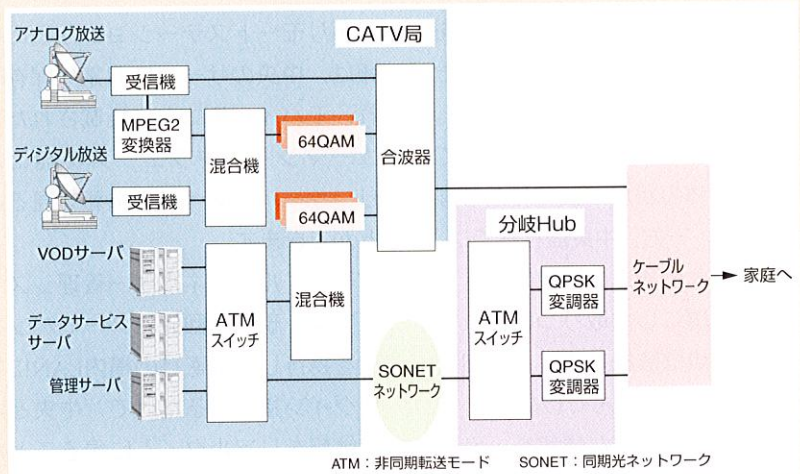 アナログ放送
CATV局
受信機
MPEG2
変換器
64QAM
混合機
合波器
ディジタル放送
受信機
64QAM
分岐Hub
VODサーバ
ATM
スイッチ
混合機
データサービス
サーバ
管理サーバ
SONET
ネットワーク
ATM
スイッチ
QPSK
変調器
QPSK
変調器
ケーブル
ネットワーク
家庭へ
ATM：非同期転送モード　SONET：同期光ネットワーク